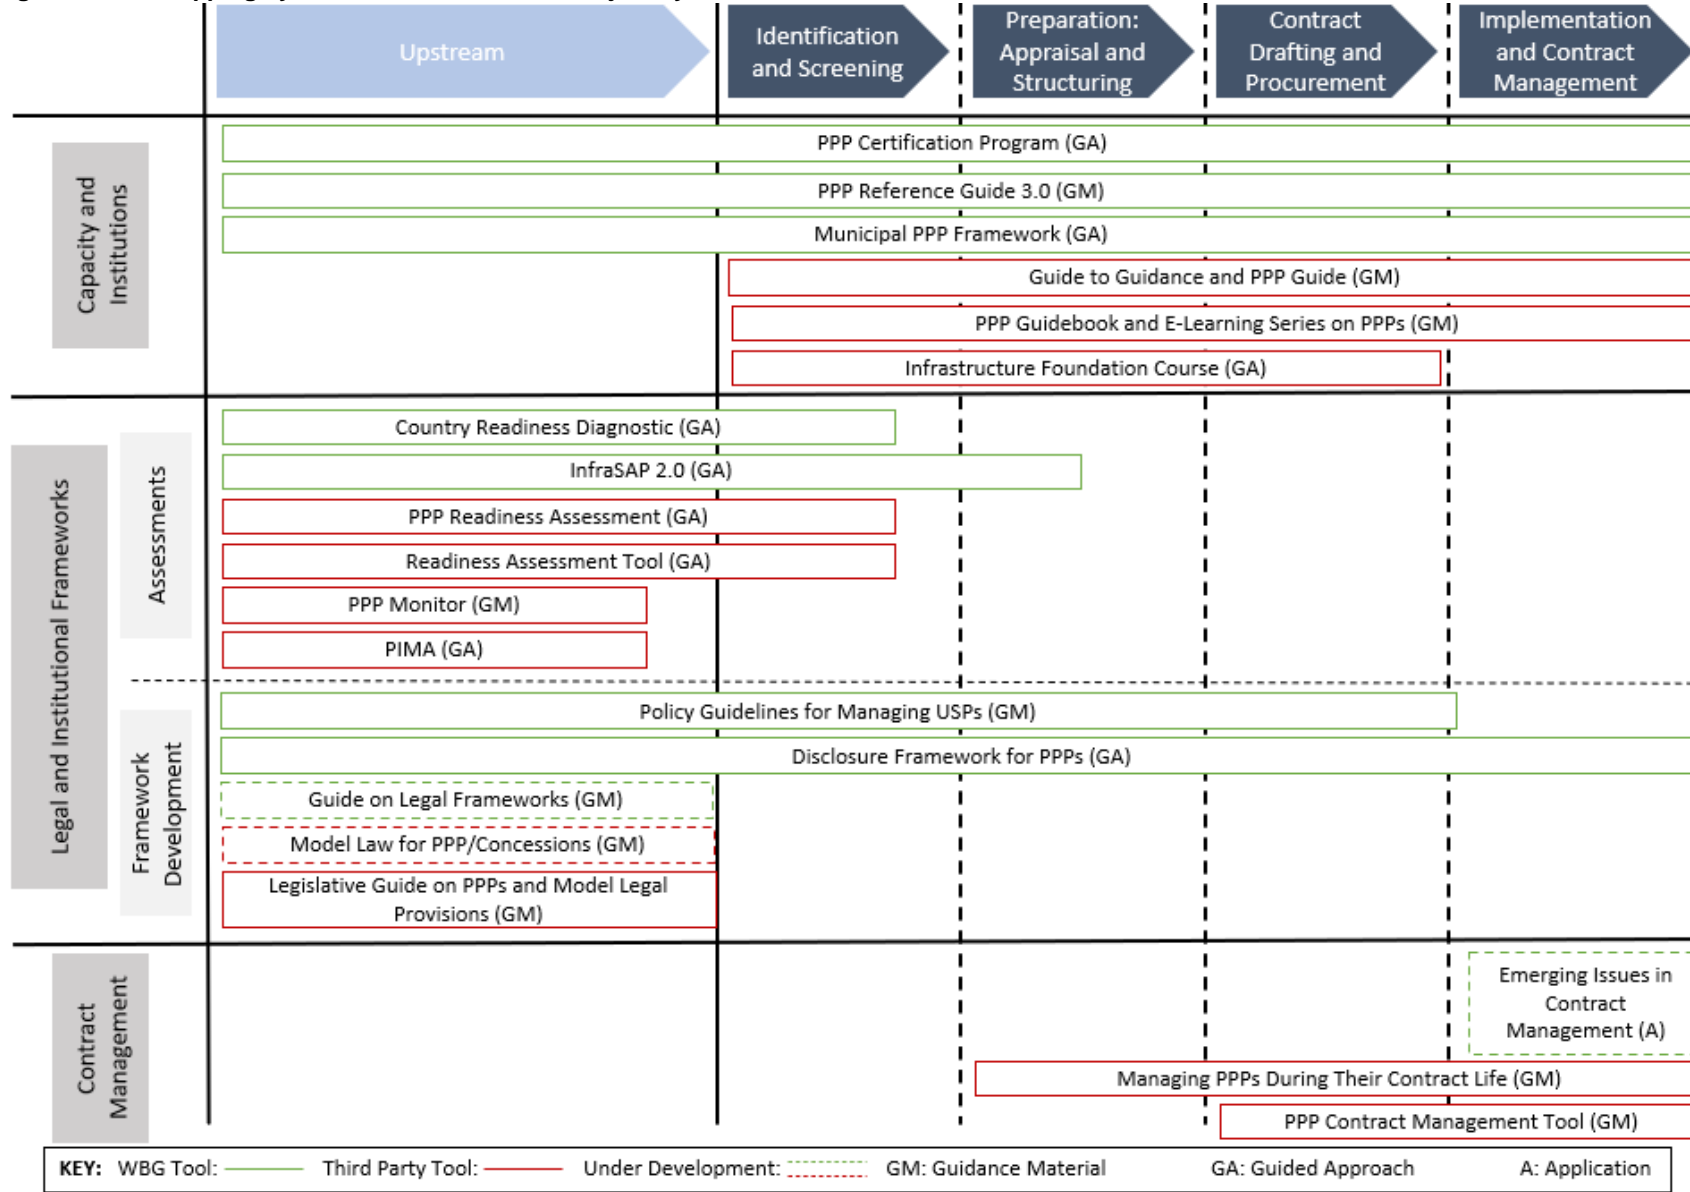 Upstream
Identification
and Screening
Preparation:
Appraisal and
Structuring
Contract
Drafting and
Procurement
Implementation
and Contract
Management
Capacity and
Institutions
PPP Certification Program (GA)
PPP Reference Guide 3.0 (GM)
Municipal PPP Framework (GA)
Guide to Guidance and PPP Guide (GM)
PPP Guidebook and E-Learning Series on PPPs (GM)
Infrastructure Foundation Course (GA)
Legal and Institutional Frameworks
Assessments
Country Readiness Diagnostic (GA)
InfraSAP 2.0 (GA)
PPP Readiness Assessment (GA)
Readiness Assessment Tool (GA)
PPP Monitor (GM)
PIMA (GA)
Framework
Development
Policy Guidelines for Managing USPs (GM)
Disclosure Framework for PPPs (GA)
Guide on Legal Frameworks (GM)
Model Law for PPP/Concessions (GM)
Legislative Guide on PPPs and Model Legal
Provisions (GM)
Contract
Management
Emerging Issues in
Contract
Management (A)
Managing PPPs During Their Contract Life (GM)
PPP Contract Management Tool (GM)
KEY: WBG Tool: Third Party Tool: Under Development: GM: Guidance Material GA: Guided Approach A: Application